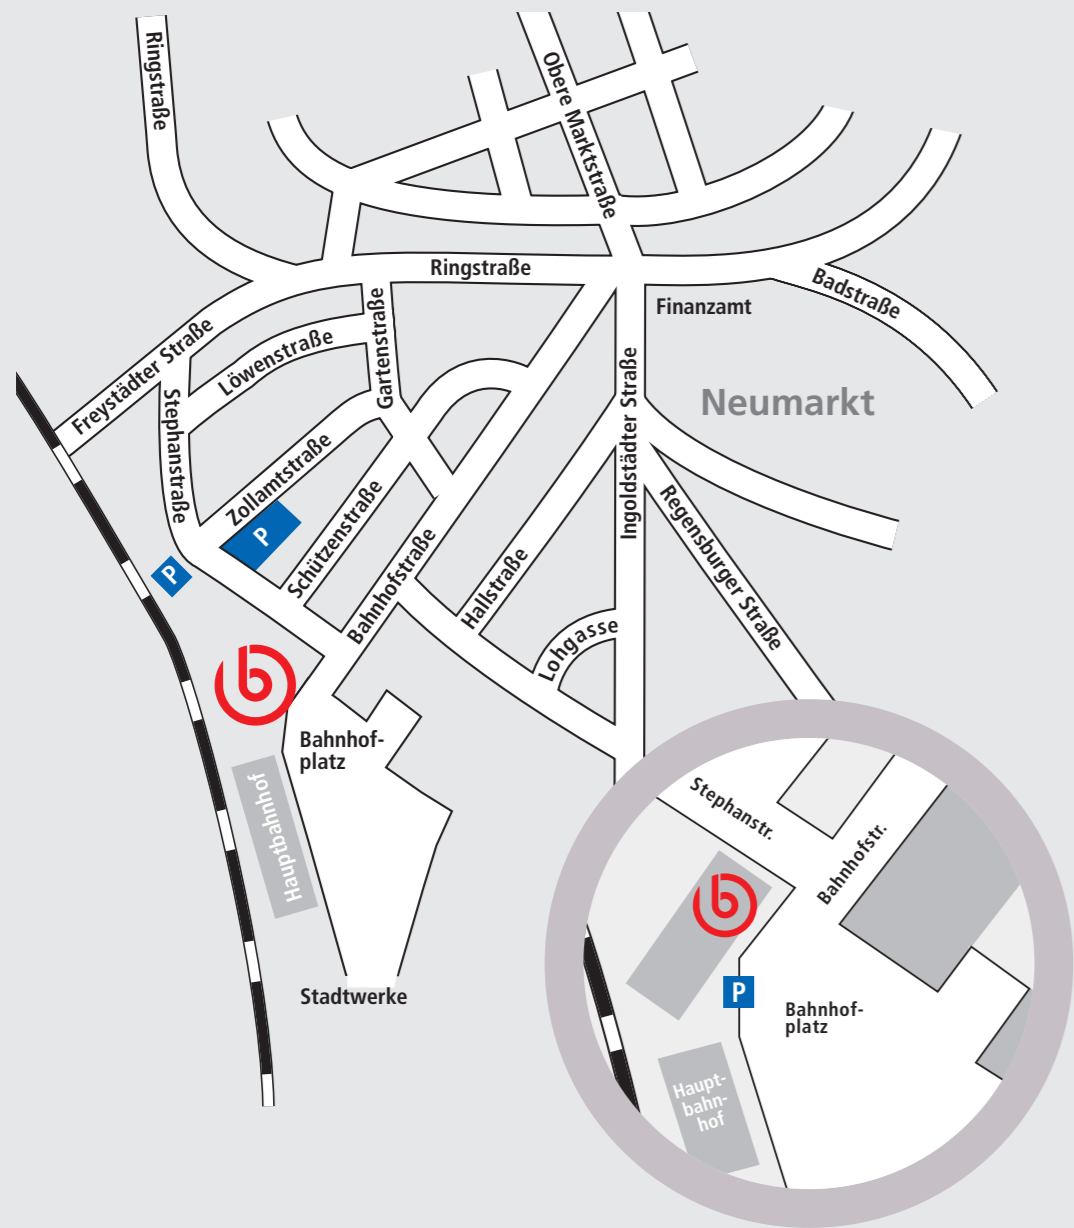 Ringstraße
Obere Marktstraße
Ringstraße
Badstraße
Finanzamt
Freystädter Straße
Löwenstraße
Gartenstraße
Neumarkt
Stephanstraße
Zollamtstraße
Ingoldstädter Straße
P
Schützenstraße
Regensburger Straße
P
Bahnhofstraße
Hallstraße
Lohgasse
b
Bahnhof-
platz
Hauptbahnhof
Stadtwerke
Stephanstr.
Bahnhofstr.
b
P
Bahnhof-
platz
Haupt-
bahn-
hof